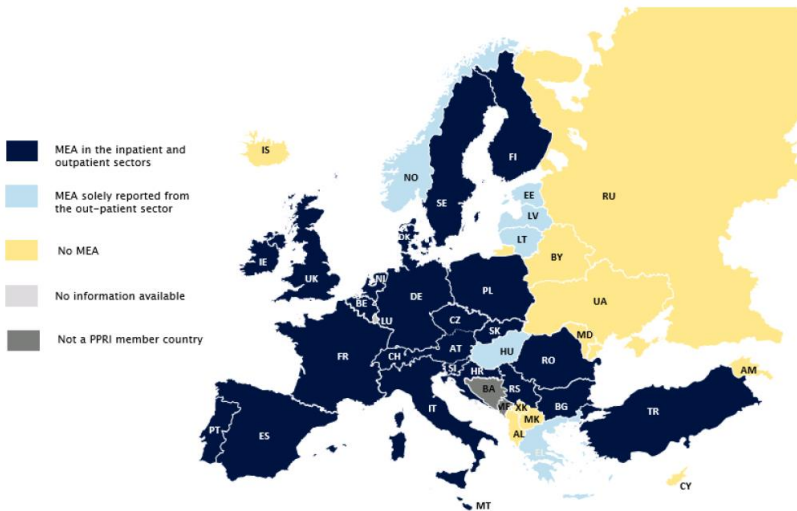 MEA in the inpatient and
outpatient sectors
MEA solely reported from
the out-patient sector
No MEA
No information available
Not a PPRI member country
IS
NO
SE
FI
RU
EE
LV
LT
DK
BY
IE
UK
NL
BE
LU
DE
PL
UA
CZ
SK
MD
FR
CH
AT
HU
RO
SI
HR
BA
RS
ME
XK
MK
BG
AL
EL
IT
PT
ES
TR
AM
MT
CY